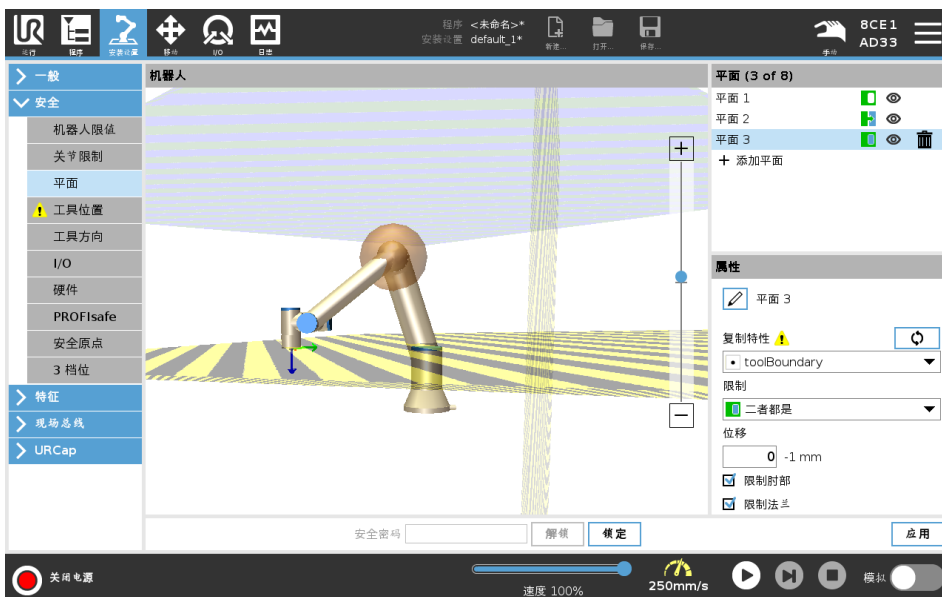 UR
程序 <未命名>*
安装设置 default_1*
8CE1
AD33
运行 程序 安装设置 移动 I/O 日志 新建... 打开... 保存... 手动
一般
安全
机器人限值
关节限制
平面
工具位置
工具方向
I/O
硬件
PROFIsafe
安全原点
3 档位
特征
现场总线
URCap
机器人
平面 (3 of 8)
平面 1
平面 2
平面 3
添加平面
属性
平面 3
复制特性
toolBoundary
限制
二者都是
位移
0 -1 mm
限制肘部
限制法兰
安全密码 解锁 锁定 应用
关闭电源
速度 100%
250mm/s
模拟